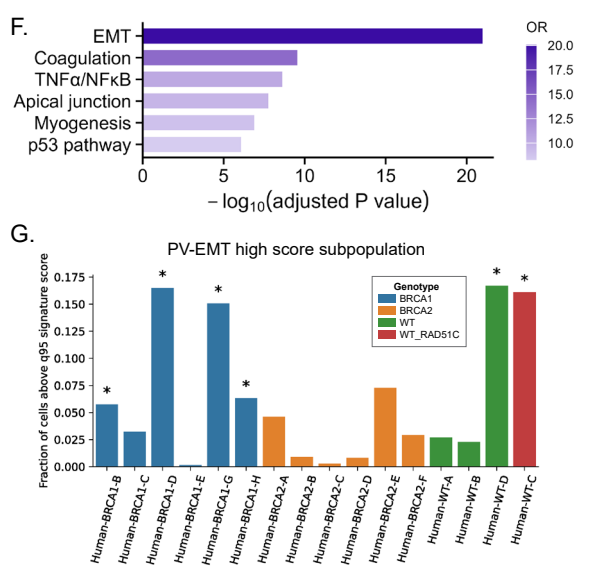 F.
EMT
Coagulation
TNFα/NFκB
Apical junction
Myogenesis
p53 pathway
0 5 10 15 20
− log10(adjusted P value)
OR
20.0
17.5
15.0
12.5
10.0
G.
PV-EMT high score subpopulation
Fraction of cells above q95 signature score
0.175
0.150
0.125
0.100
0.075
0.050
0.025
0.000
* * * * * *
Genotype
BRCA1
BRCA2
WT
WT_RAD51C
Human-BRCA1-B
Human-BRCA1-C
Human-BRCA1-D
Human-BRCA1-E
Human-BRCA1-G
Human-BRCA1-H
Human-BRCA2-A
Human-BRCA2-B
Human-BRCA2-C
Human-BRCA2-D
Human-BRCA2-E
Human-BRCA2-F
Human-WT-A
Human-WT-B
Human-WT-D
Human-WT-C